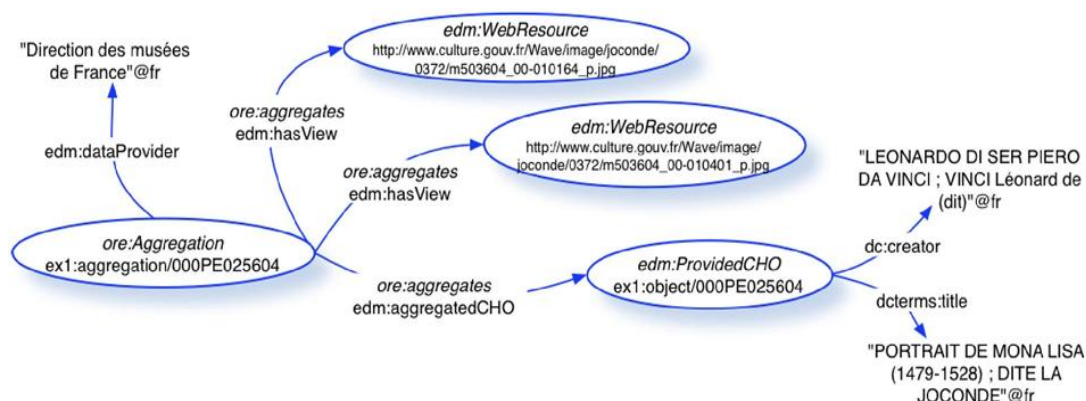 "Direction des musées
de France"@fr
edm:dataProvider
ore:Aggregation
ex1:aggregation/000PE025604
ore:aggregates
edm:hasView
edm:WebResource
http://www.culture.gouv.fr/Wave/image/joconde/
0372/m503604_00-010164_p.jpg
ore:aggregates
edm:hasView
edm:WebResource
http://www.culture.gouv.fr/Wave/image/
joconde/0372/m503604_00-010401_p.jpg
ore:aggregates
edm:aggregatedCHO
edm:ProvidedCHO
ex1:object/000PE025604
"LEONARDO DI SER PIERO
DA VINCI ; VINCI Léonard de
(dit)"@fr
dc:creator
dcterms:title
"PORTRAIT DE MONA LISA
(1479-1528) ; DITE LA
JOCONDE"@fr